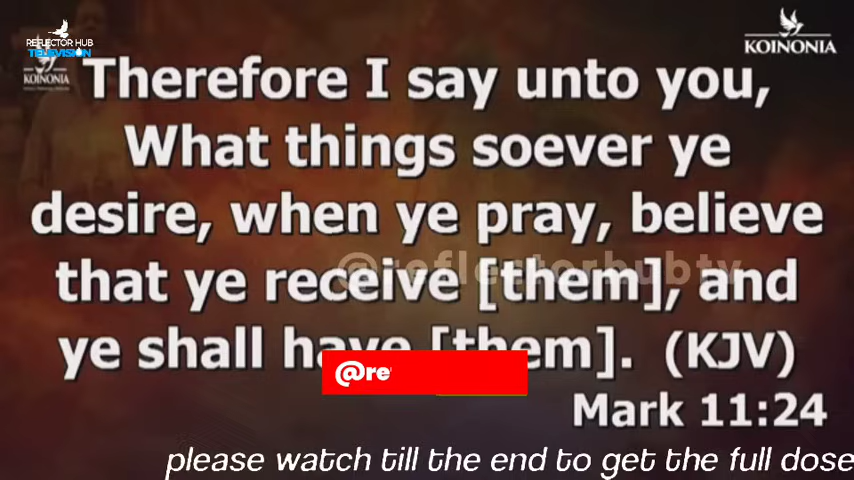 REFLECTOR HUB
TELEVISION
KOINONIA
KOINONIA
Therefore I say unto you,
What things soever ye
desire, when ye pray, believe
@reflectorhubtv
that ye receive [them], and
ye shall have [them]. (KJV)
@re
Mark 11:24
please watch till the end to get the full dose